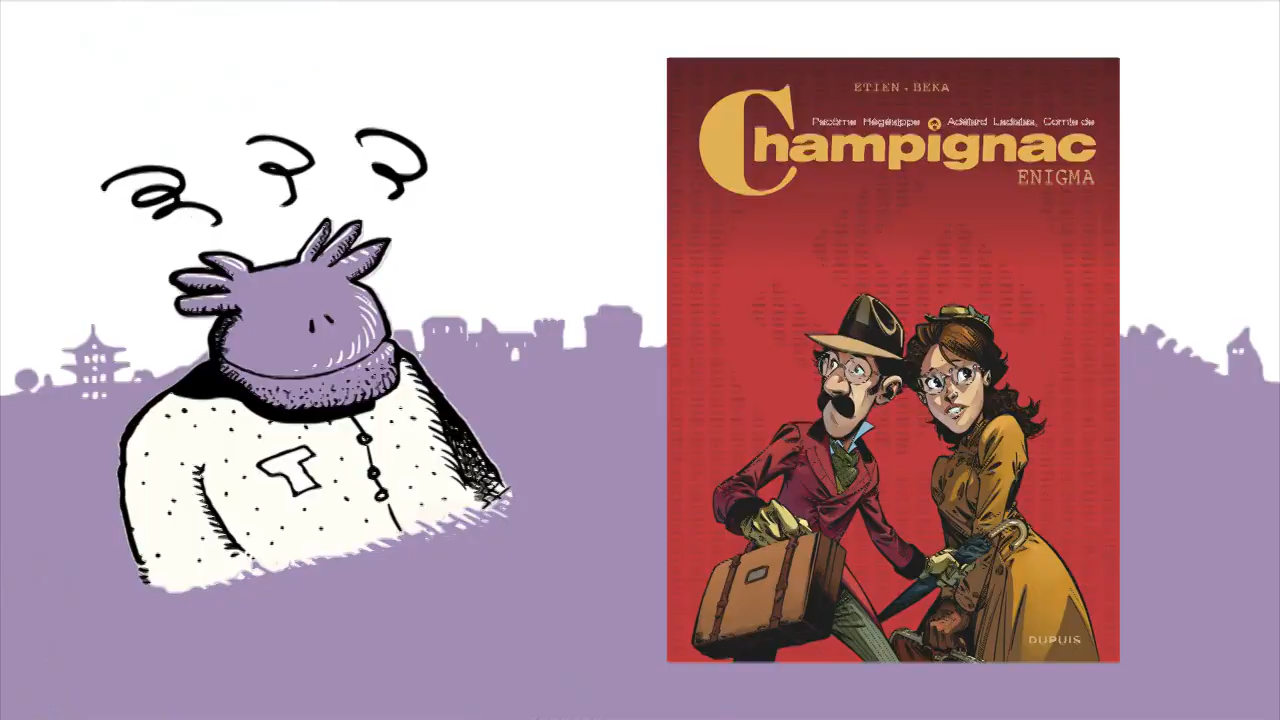 T
ETIEN . BEKA
Pacôme Hégésippe Adélard Ladislas, Comte de
Champignac
ENIGMA
DUPUIS